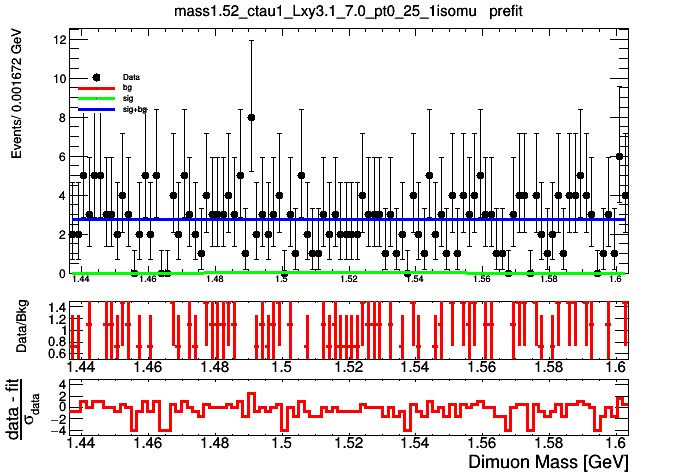 mass1.52_ctau1_Lxy3.1_7.0_pt0_25_1isomu prefit
Events/ 0.001672 GeV
12
10
8
6
4
2
0
Data
bg
sig
sig+bg
1.44 1.46 1.48 1.5 1.52 1.54 1.56 1.58 1.6
Data/Bkg
1.4
1.2
1
0.8
0.6
1.44 1.46 1.48 1.5 1.52 1.54 1.56 1.58 1.6
data - fit
σdata
4
2
0
−2
−4
1.44 1.46 1.48 1.5 1.52 1.54 1.56 1.58 1.6
Dimuon Mass [GeV]